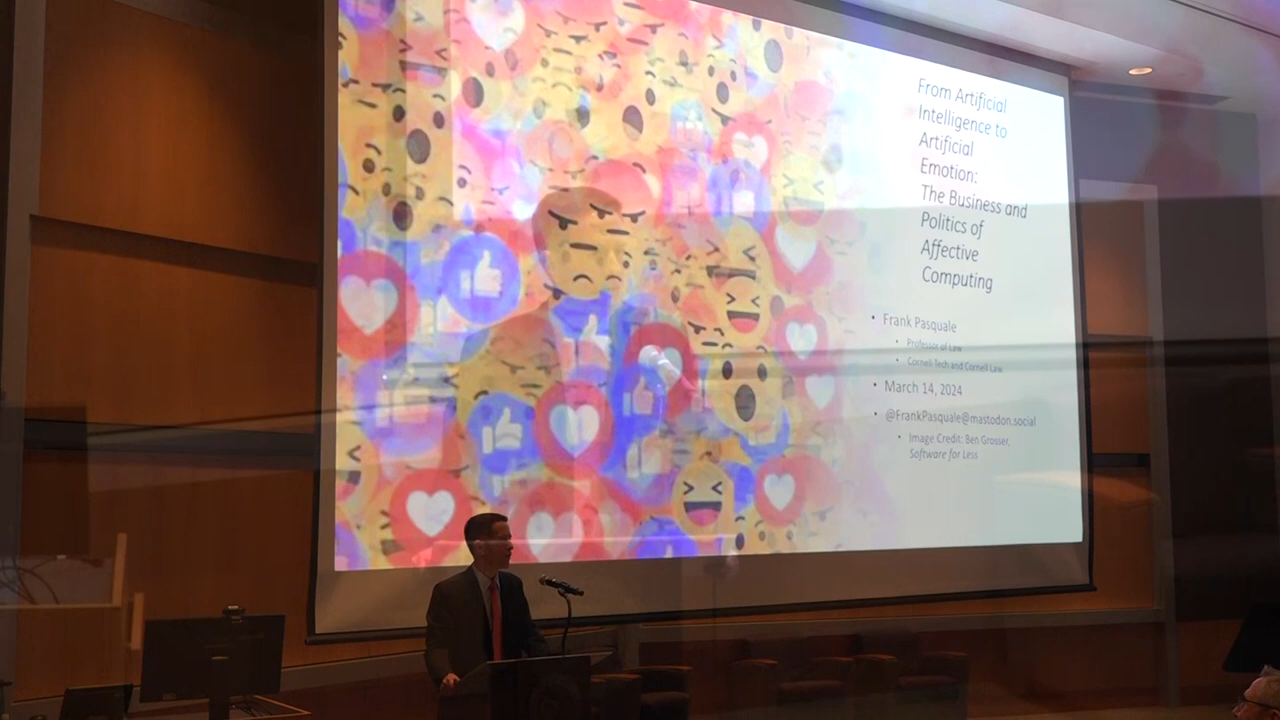 From Artificial
Intelligence to
Artificial
Emotion:
The Business and
Politics of
Affective
Computing
• Frank Pasquale
• Professor of Law
• Cornell Tech and Cornell Law
• March 14, 2024
• @FrankPasquale@mastodon.social
• Image Credit: Ben Grosser,
Software for Less